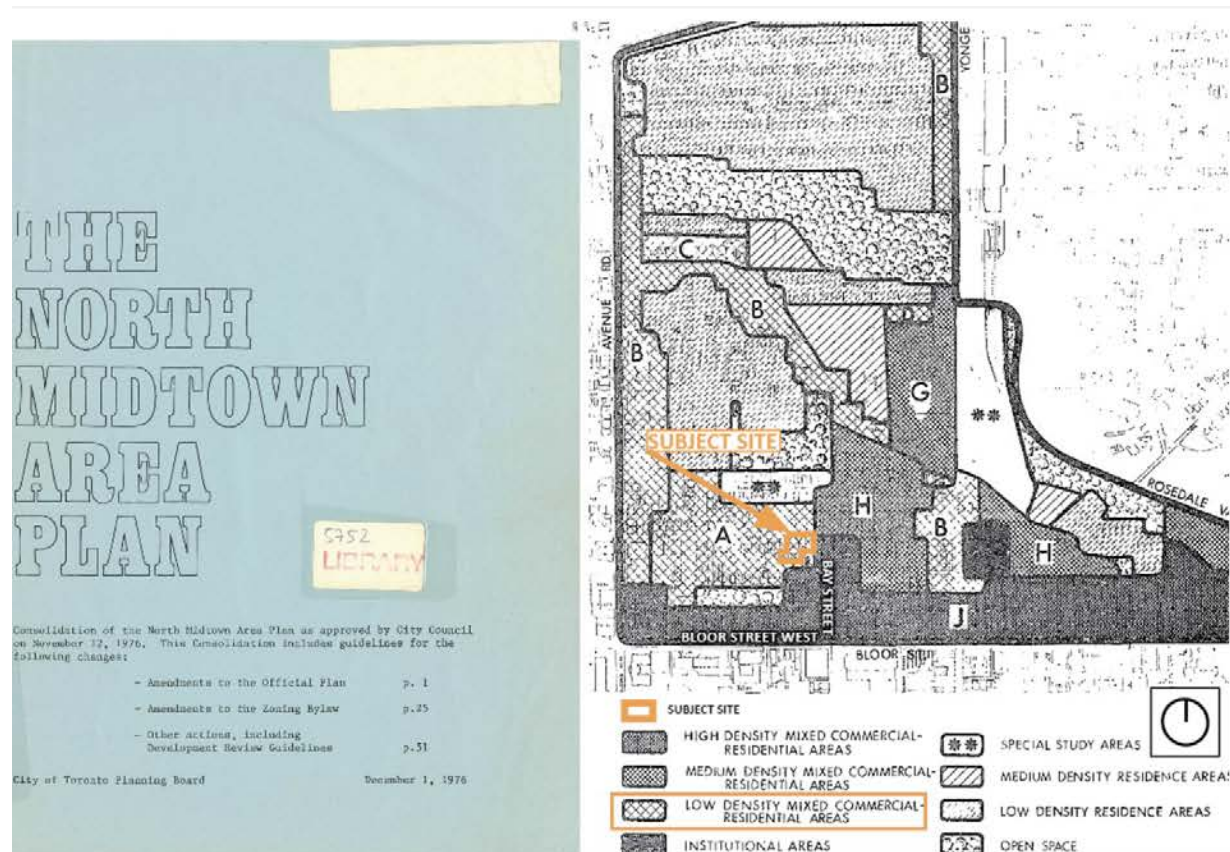 THE
NORTH
MIDTOWN
AREA
PLAN
5752
LIBRARY
Consolidation of the North Midtown Area Plan as approved by City Council
on November 12, 1976. This Consolidation includes guidelines for the
following changes:
- Amendments to the Official Plan p. 1
- Amendments to the Zoning Bylaw p.25
- Other actions, including
Development Review Guidelines p.51
City of Toronto Planning Board December 1, 1976
YONGE
B
C
AVENUE RD.
B
B
D
G
**
SUBJECT SITE
**
ROSEDALE
A
H
B
H
BAY STREET
J
BLOOR STREET WEST
BLOOR
SUBJECT SITE
HIGH DENSITY MIXED COMMERCIAL-
RESIDENTIAL AREAS
MEDIUM DENSITY MIXED COMMERCIAL-
RESIDENTIAL AREAS
LOW DENSITY MIXED COMMERCIAL-
RESIDENTIAL AREAS
INSTITUTIONAL AREAS
** SPECIAL STUDY AREAS
MEDIUM DENSITY RESIDENCE AREAS
LOW DENSITY RESIDENCE AREAS
OPEN SPACE